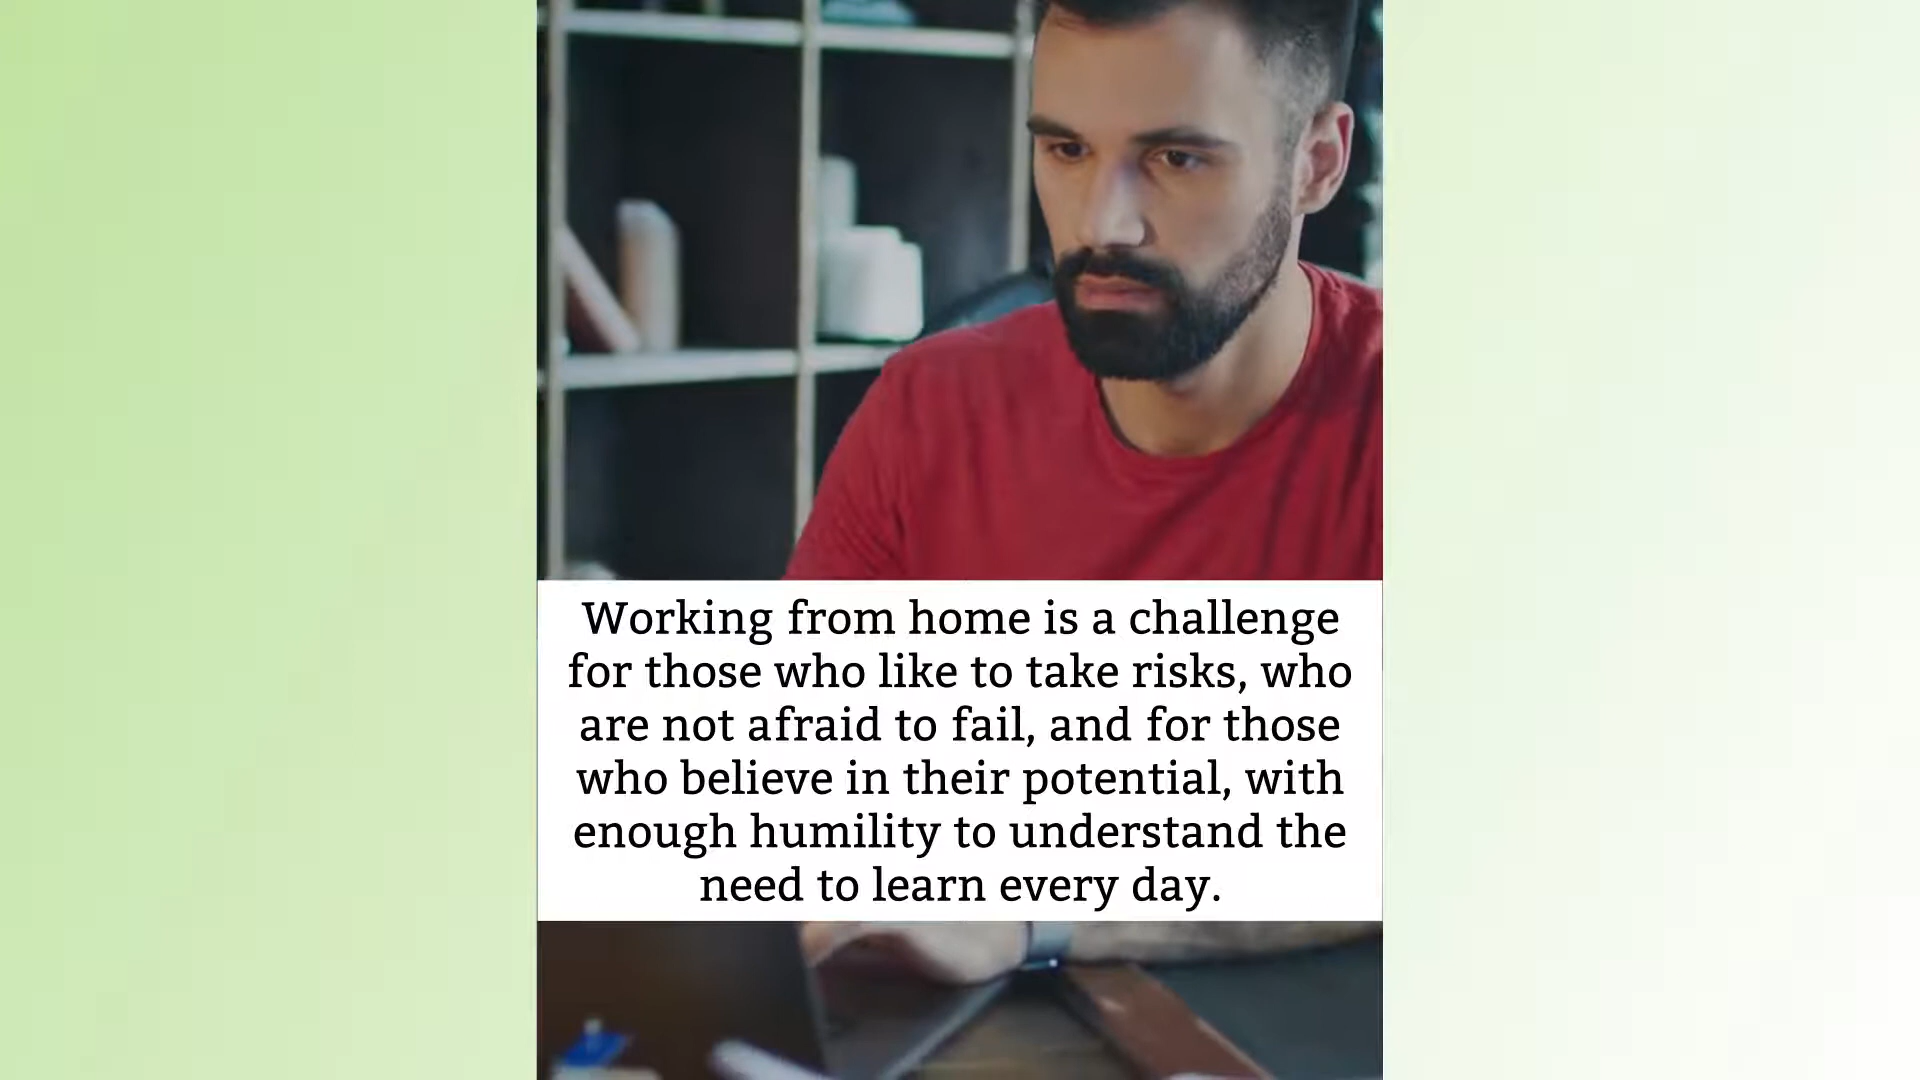 Working from home is a challenge
for those who like to take risks, who
are not afraid to fail, and for those
who believe in their potential, with
enough humility to understand the
need to learn every day.